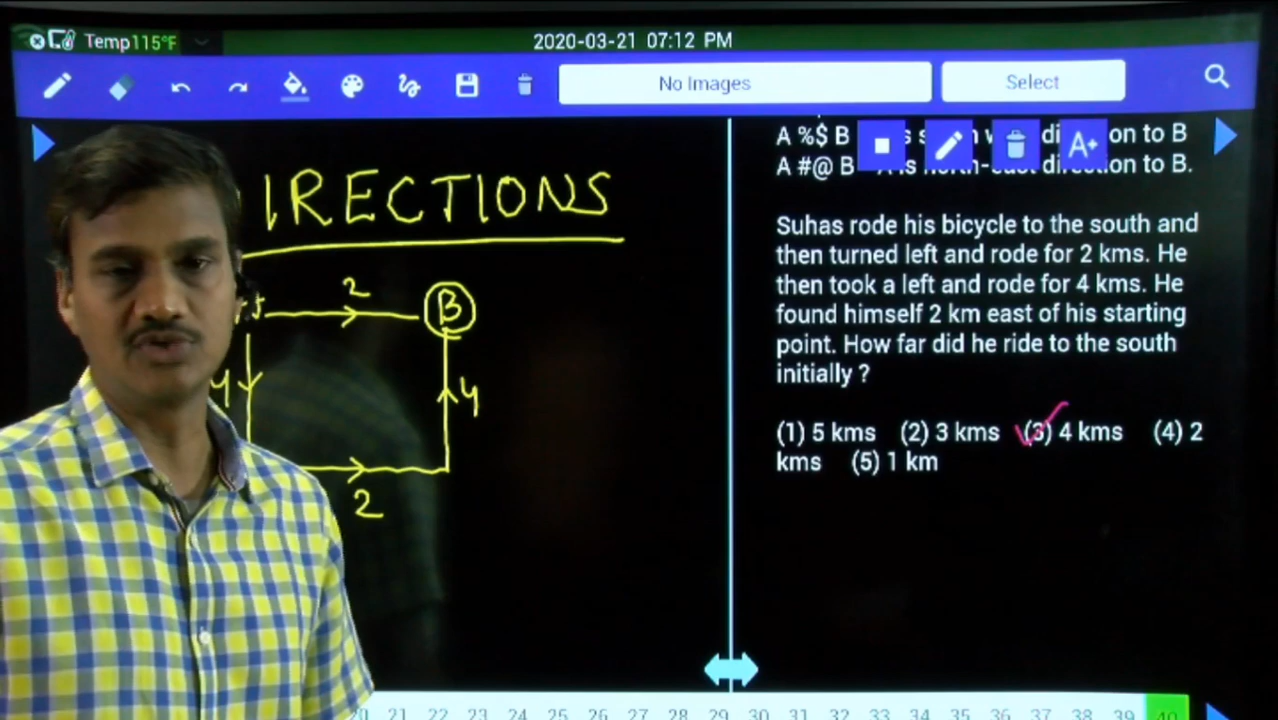 Temp115°F
2020-03-21 07:12 PM
No Images
Select
IRECTIONS
2
B
4
4
2
A %$ B
on to B
A+
A #@ B
direction to B.
Suhas rode his bicycle to the south and
then turned left and rode for 2 kms. He
then took a left and rode for 4 kms. He
found himself 2 km east of his starting
point. How far did he ride to the south
initially ?
(1) 5 kms (2) 3 kms (3) 4 kms (4) 2
kms (5) 1 km
20 21 22 23 24 25 26 27 28 29 30 31 32 33 34 35 36 37 38 39 40